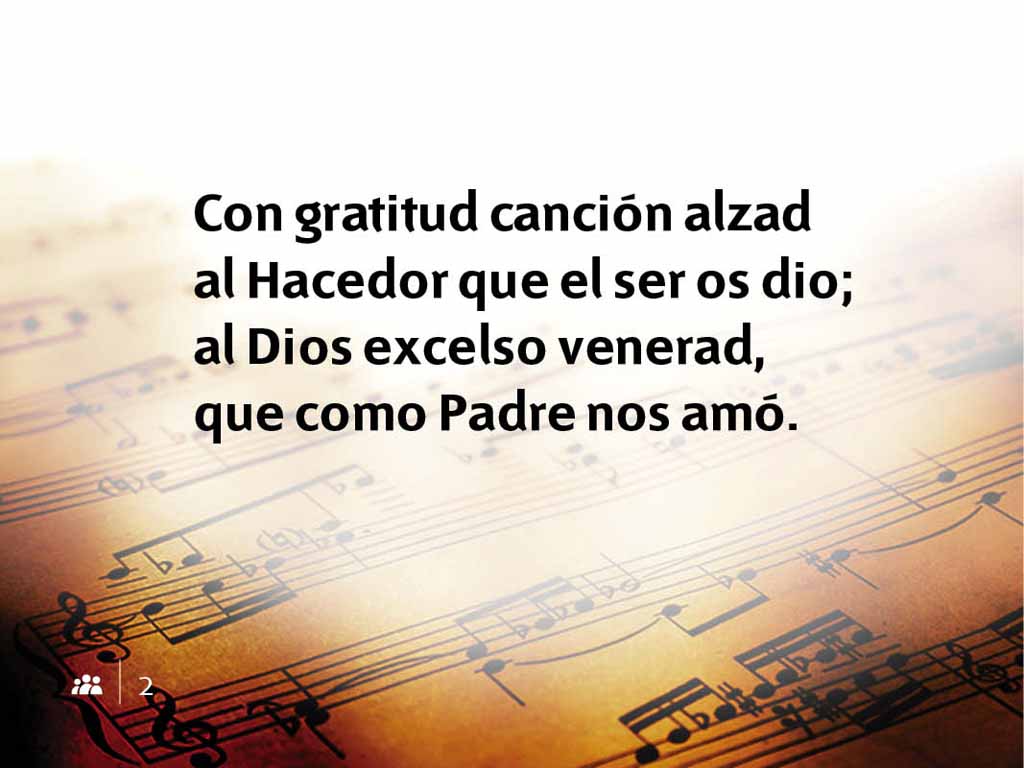 Con gratitud canción alzad
al Hacedor que el ser os dio;
al Dios excelso venerad,
que como Padre nos amó.
2